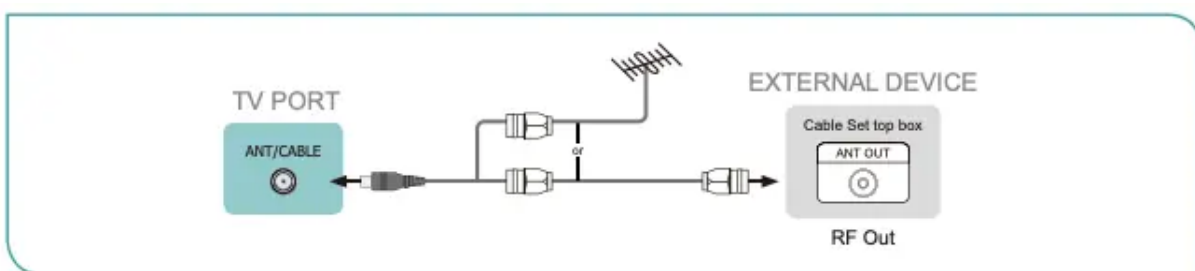 TV PORT
ANT/CABLE
or
EXTERNAL DEVICE
Cable Set top box
ANT OUT
RF Out